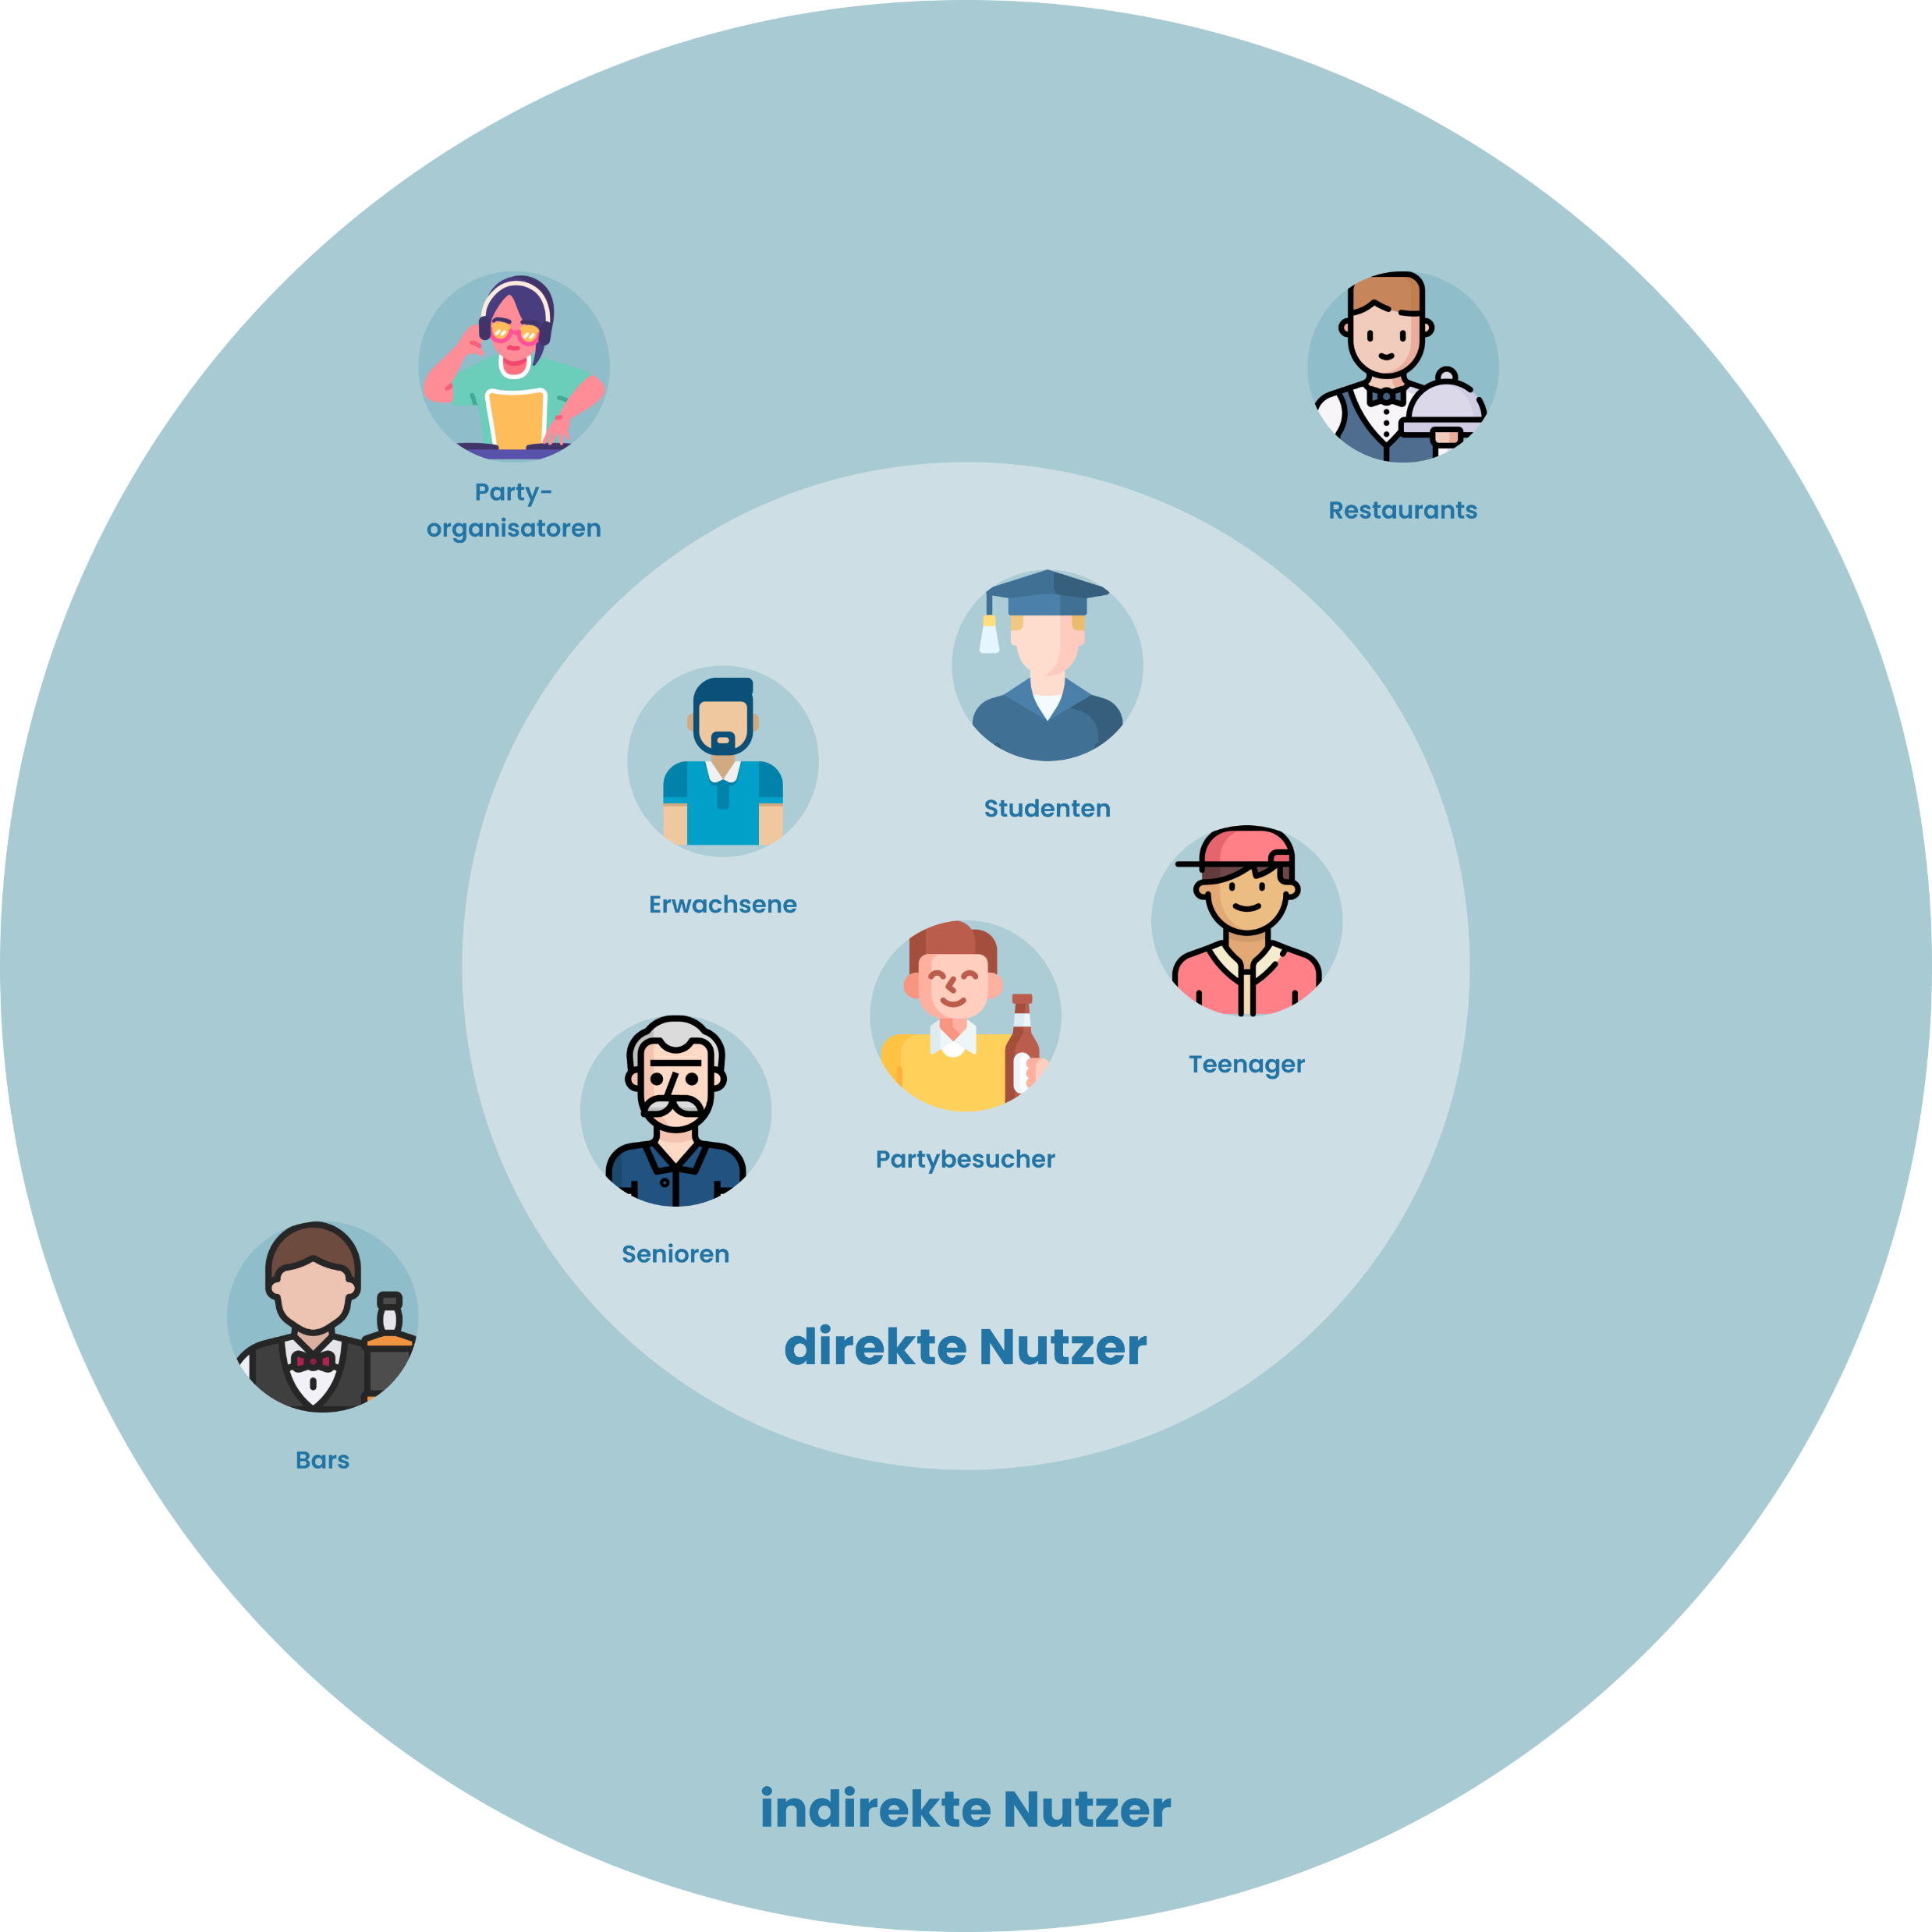 Party-
organisatoren
Restaurants
Studenten
Erwachsene
Teenager
Partybesucher
Senioren
direkte Nutzer
Bars
indirekte Nutzer